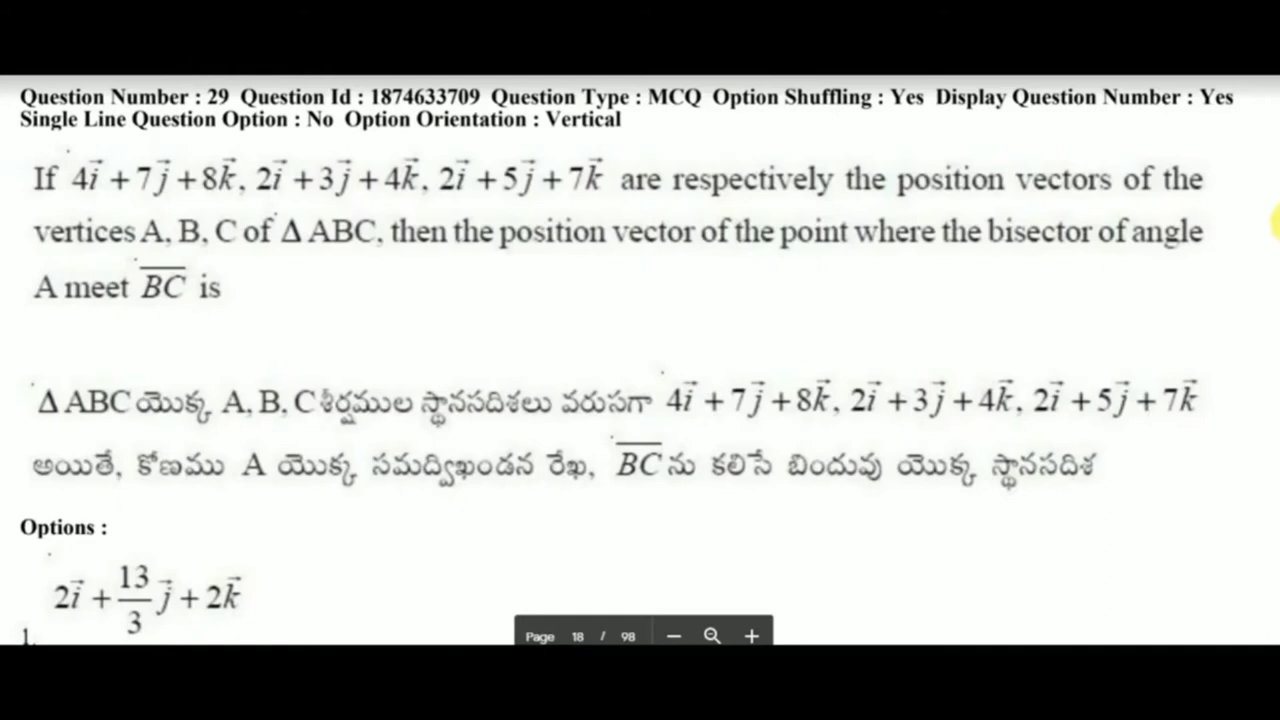 Question Number : 29 Question Id : 1874633709 Question Type : MCQ Option Shuffling : Yes Display Question Number : Yes
Single Line Question Option : No Option Orientation : Vertical
If 4i⃗ + 7j⃗ + 8k⃗, 2i⃗ + 3j⃗ + 4k⃗, 2i⃗ + 5j⃗ + 7k⃗ are respectively the position vectors of the
vertices A, B, C of Δ ABC, then the position vector of the point where the bisector of angle
A meet B̅C̅ is
Δ ABC యొక్క A, B, C శీర్షముల స్థానసదిశలు వరుసగా 4i⃗ + 7j⃗ + 8k⃗, 2i⃗ + 3j⃗ + 4k⃗, 2i⃗ + 5j⃗ + 7k⃗
అయితే, కోణము A యొక్క సమద్విఖండన రేఖ, B̅C̅ ను కలిసే బిందువు యొక్క స్థానసదిశ
Options :
2i⃗ + 13/3 j⃗ + 2k⃗
1.
Page 18 / 98 — +